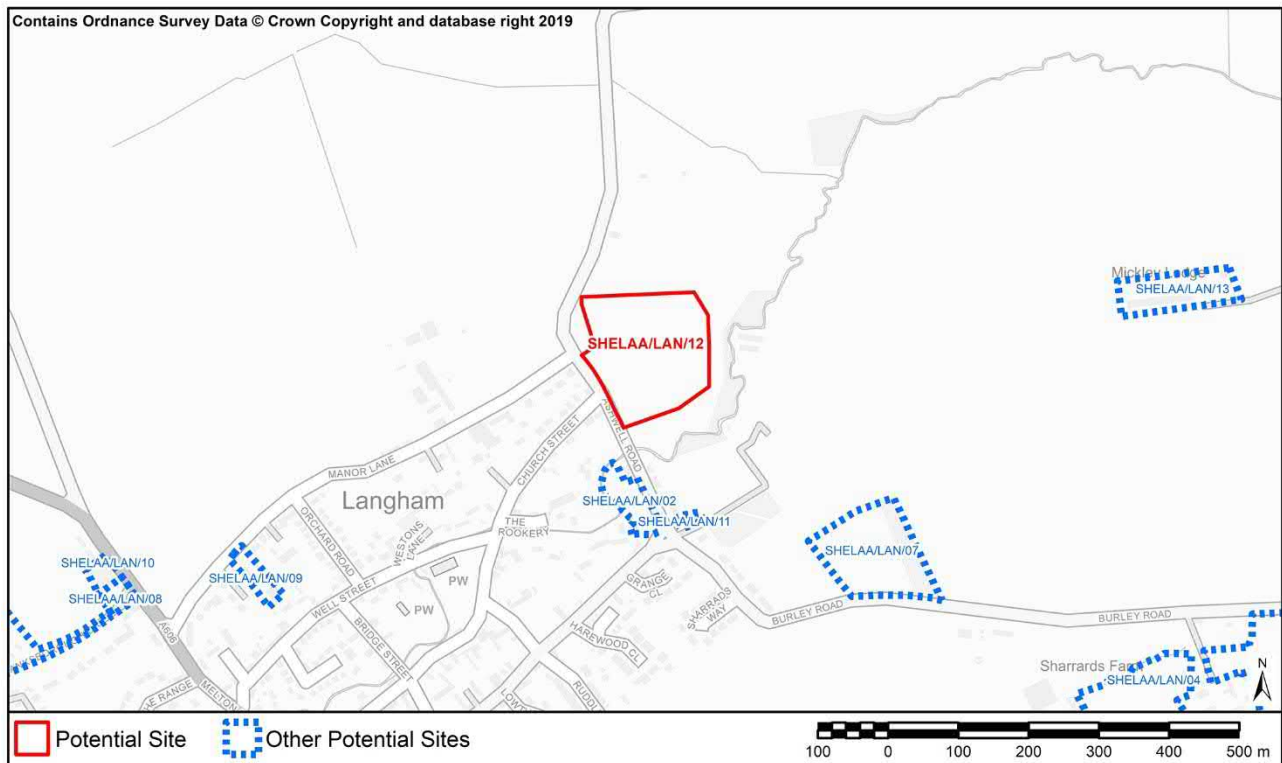 Contains Ordnance Survey Data © Crown Copyright and database right 2019
Mickley Lodge
SHELAA/LAN/13
SHELAA/LAN/12
ASHWELL ROAD
CHURCH STREET
MANOR LANE
Langham
SHELAA/LAN/02
SHELAA/LAN/11
THE
ROOKERY
ORCHARD ROAD
WESTONS
LANE
SHELAA/LAN/07
SHELAA/LAN/10
SHELAA/LAN/09
SHELAA/LAN/08
WELL STREET
PW
PW
GRANGE
CL
SHARRADS
WAY
BURLEY ROAD
BURLEY ROAD
A606
BRIDGE STREET
HAREWOOD CL
Sharrards Farm
SHELAA/LAN/04
N
THE RANGE
MELTON
Potential Site
Other Potential Sites
100 0 100 200 300 400 500 m